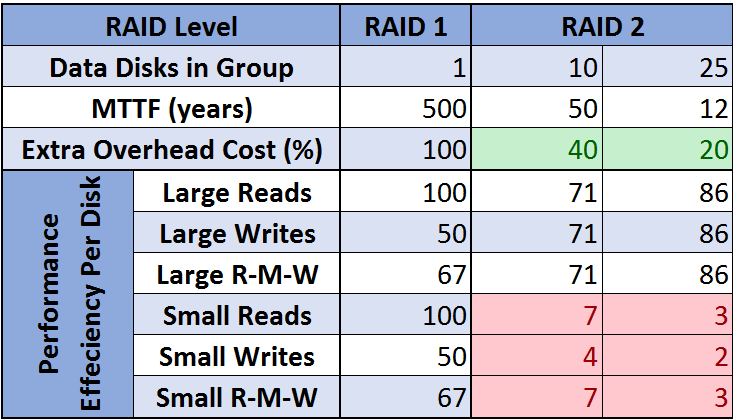 RAID Level RAID 1 RAID 2
Data Disks in Group 1 10 25
MTTF (years) 500 50 12
Extra Overhead Cost (%) 100 40 20
Performance
Effeciency Per Disk
Large Reads 100 71 86
Large Writes 50 71 86
Large R-M-W 67 71 86
Small Reads 100 7 3
Small Writes 50 4 2
Small R-M-W 67 7 3